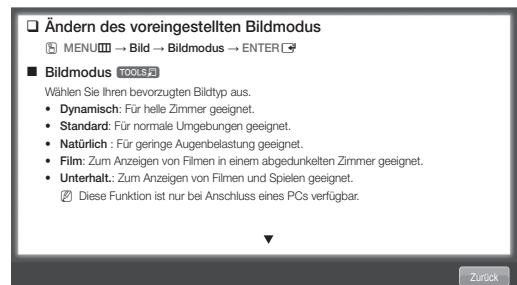 ❑ Ändern des voreingestellten Bildmodus
MENU → Bild → Bildmodus → ENTER
■ Bildmodus TOOLS
Wählen Sie Ihren bevorzugten Bildtyp aus.
• Dynamisch: Für helle Zimmer geeignet.
• Standard: Für normale Umgebungen geeignet.
• Natürlich : Für geringe Augenbelastung geeignet.
• Film: Zum Anzeigen von Filmen in einem abgedunkelten Zimmer geeignet.
• Unterhalt.: Zum Anzeigen von Filmen und Spielen geeignet.
Diese Funktion ist nur bei Anschluss eines PCs verfügbar.
▼
Zurück